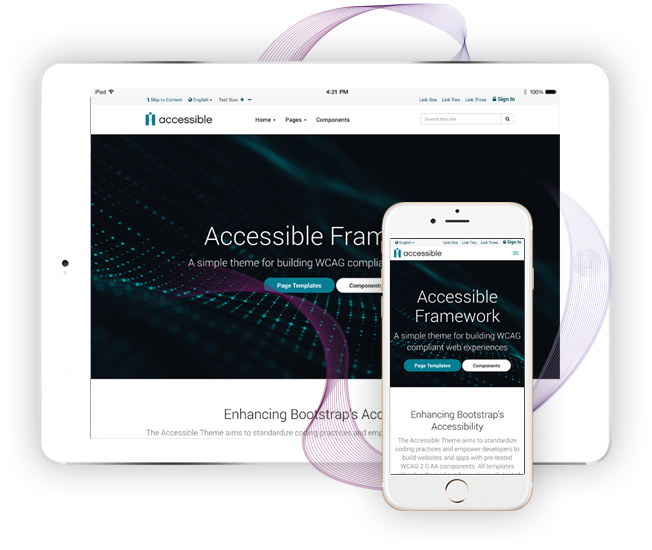 iPad 4:21 PM 100%
Skip to Content English Text Size: + − Link One Link Two Link Three Sign In
accessible Home Pages Components Search this site
Accessible Fram
A simple theme for building WCAG complian
Page Templates Components
Enhancing Bootstrap's Acc
The Accessible Theme aims to standardize coding practices and emp
English Link One Link Two Link Three Sign In
accessible
Accessible
Framework
A simple theme for building WCAG
compliant web experiences
Page Templates Components
Enhancing Bootstrap's
Accessibility
The Accessible Theme aims to standardize
coding practices and empower developers to
build websites and apps with pre-tested
WCAG 2.0 AA components. All templates